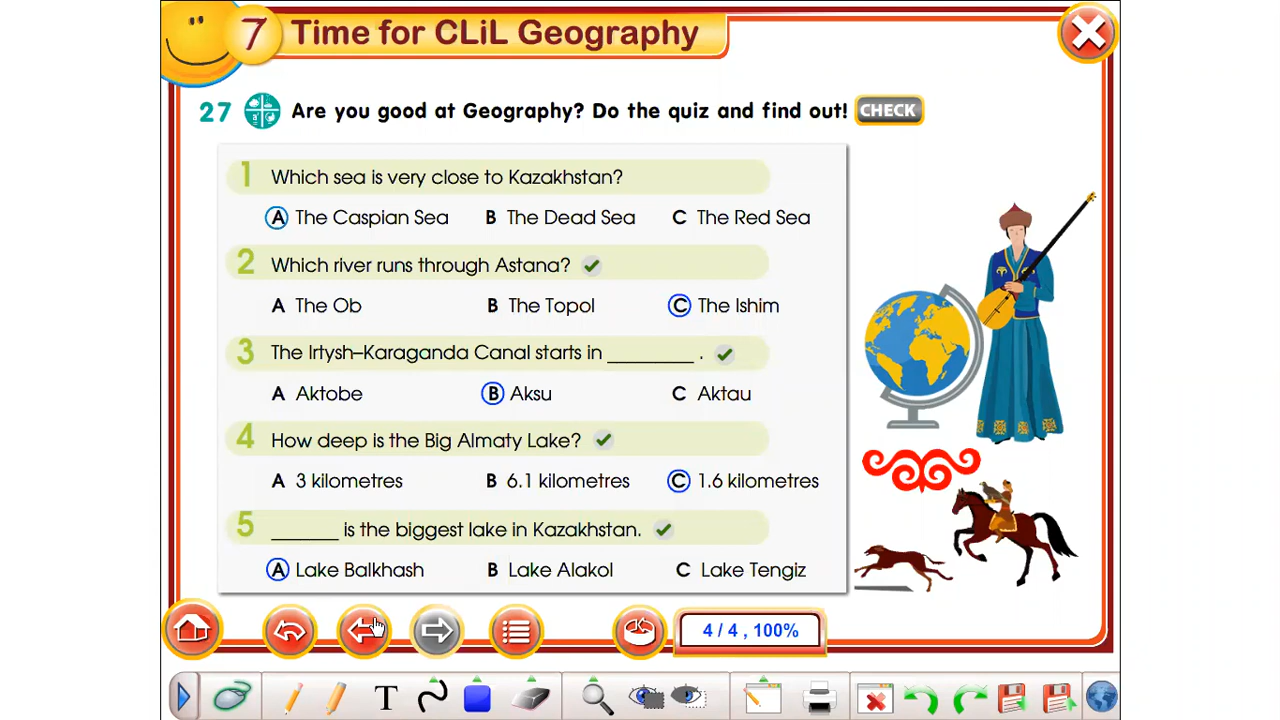 7 Time for CLiL Geography
27 Are you good at Geography? Do the quiz and find out! CHECK
1 Which sea is very close to Kazakhstan?
A The Caspian Sea B The Dead Sea C The Red Sea
2 Which river runs through Astana?
A The Ob B The Topol C The Ishim
3 The Irtysh–Karaganda Canal starts in ________ .
A Aktobe B Aksu C Aktau
4 How deep is the Big Almaty Lake?
A 3 kilometres B 6.1 kilometres C 1.6 kilometres
5 ______ is the biggest lake in Kazakhstan.
A Lake Balkhash B Lake Alakol C Lake Tengiz
4 / 4 , 100%
T